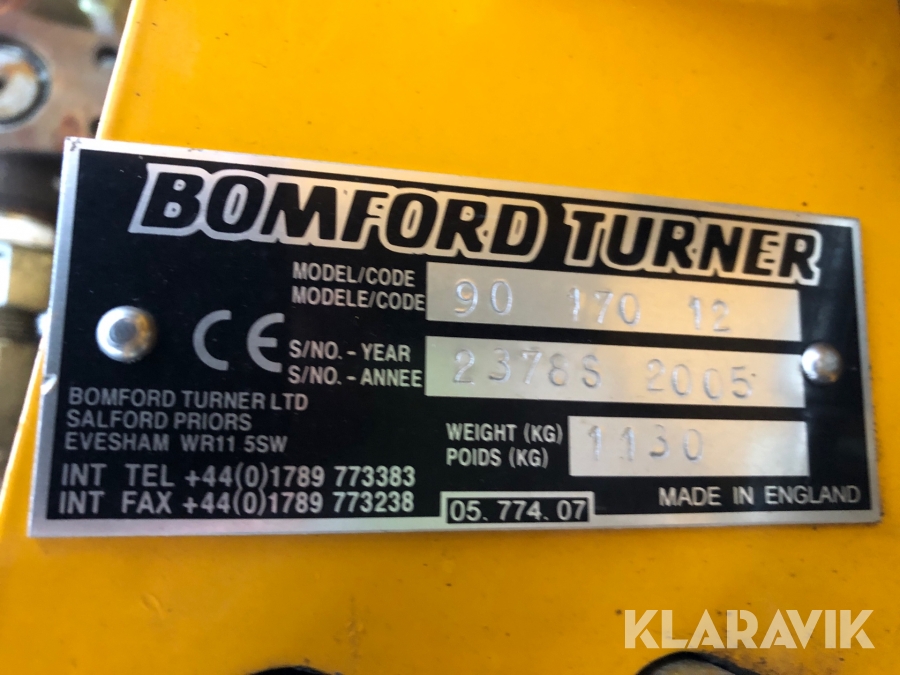 BOMFORD TURNER
MODEL/CODE
MODELE/CODE
90 170 12
CE
S/NO. - YEAR
S/NO. - ANNEE
2378S 2005
BOMFORD TURNER LTD
SALFORD PRIORS
EVESHAM WR11 5SW
WEIGHT (KG)
POIDS (KG)
1130
INT TEL +44(0)1789 773383
INT FAX +44(0)1789 773238
05. 774. 07
MADE IN ENGLAND
KLARAVIK